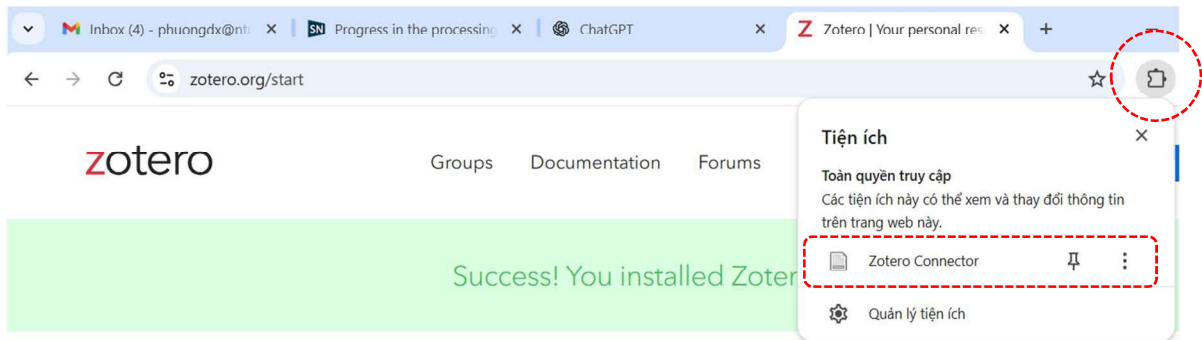 Inbox (4) - phuongdx@nt
SN Progress in the processing
ChatGPT
Z Zotero | Your personal res
zotero.org/start
zotero
Groups Documentation Forums
Success! You installed Zoter
Tiện ích
Toàn quyền truy cập
Các tiện ích này có thể xem và thay đổi thông tin
trên trang web này.
Zotero Connector
Quản lý tiện ích